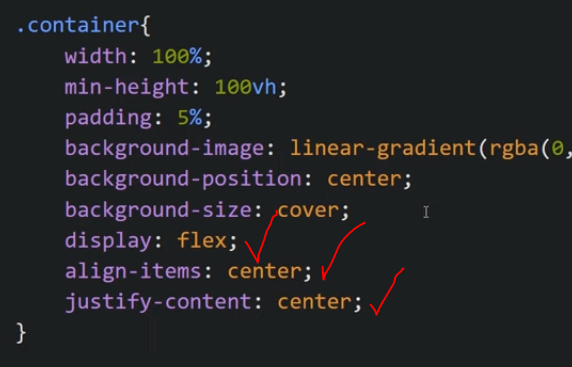 .container{
width: 100%;
min-height: 100vh;
padding: 5%;
background-image: linear-gradient(rgba(0,
background-position: center;
background-size: cover;
display: flex;
align-items: center;
justify-content: center;
}